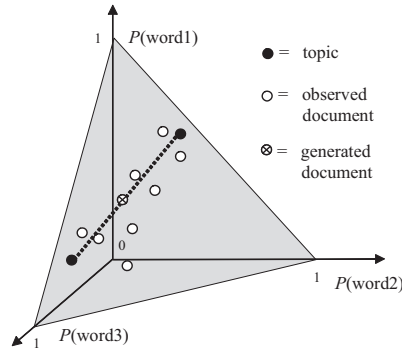 1
P(word1)
● = topic
○ = observed
document
⊗ = generated
document
0
1
P(word2)
P(word3)
1